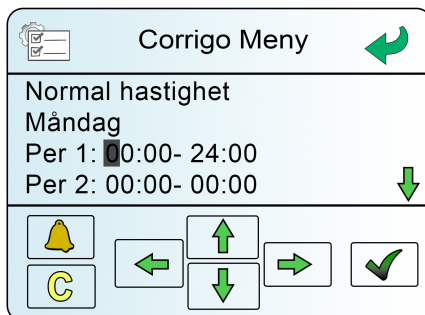 Corrigo Meny
Normal hastighet
Måndag
Per 1: 00:00- 24:00
Per 2: 00:00- 00:00
C